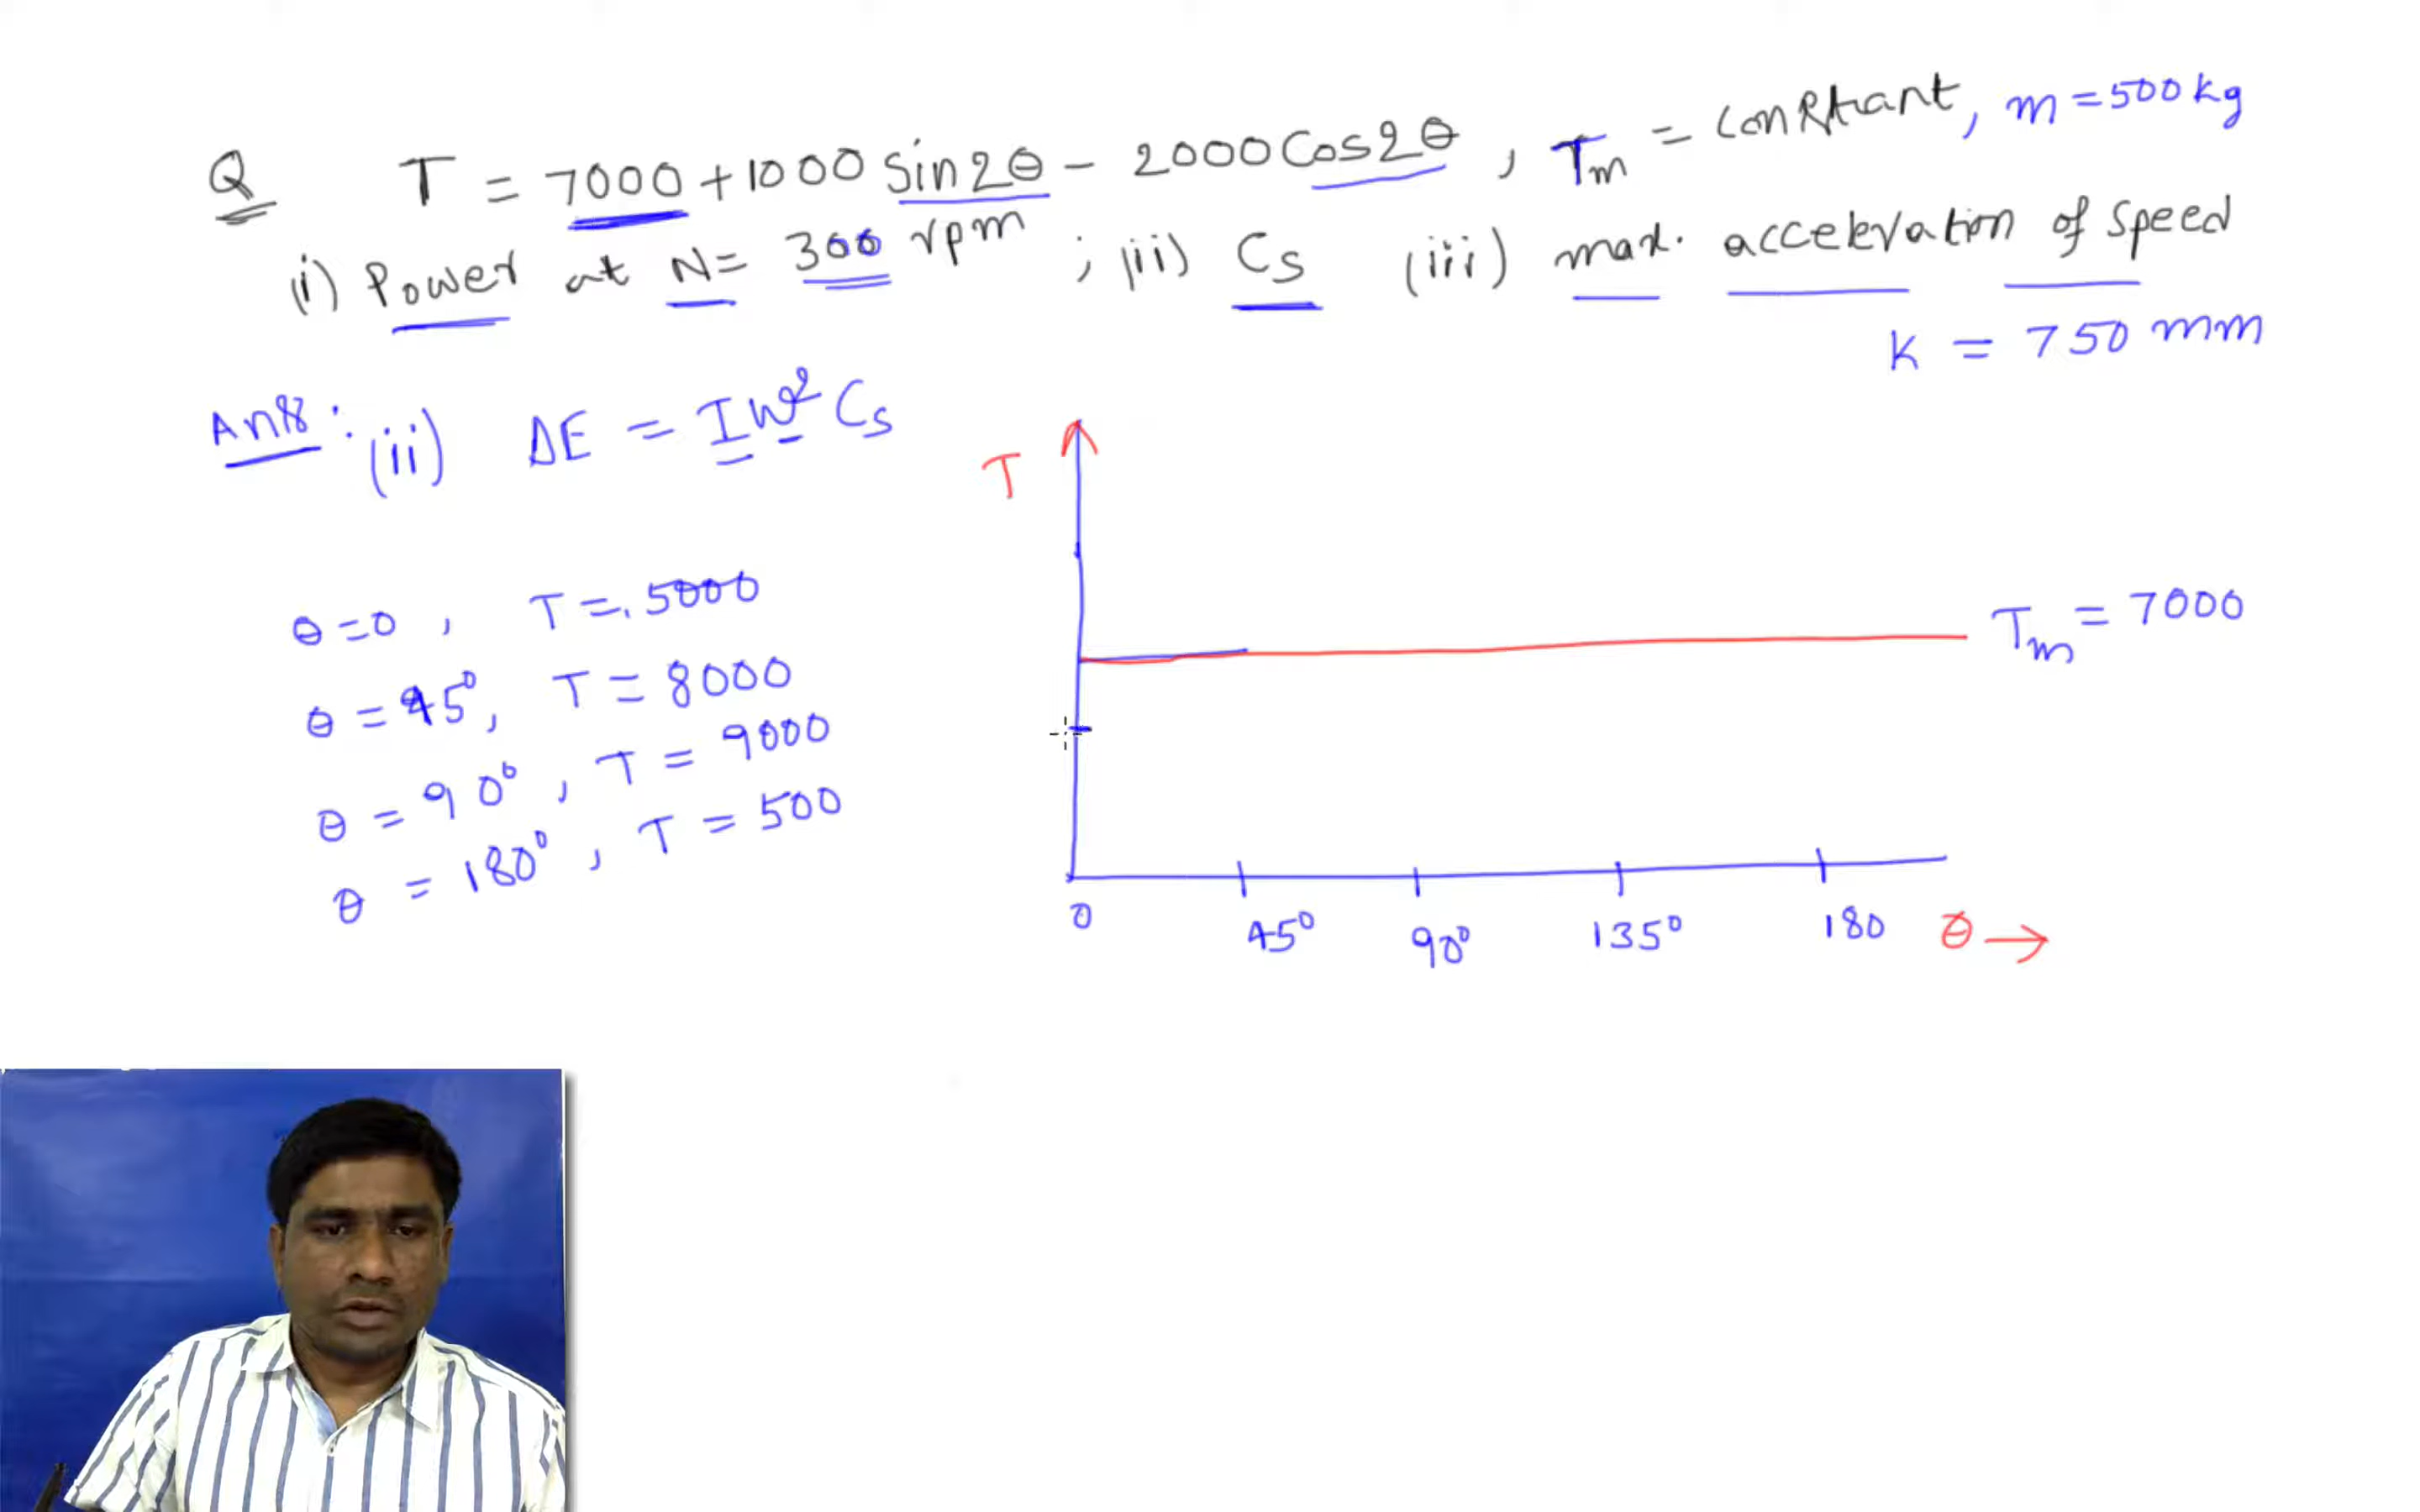 Q T = 7000 + 1000 Sin2θ - 2000 Cos2θ , Tm = constant, m = 500 kg
(i) Power at N = 300 rpm ; (ii) Cs (iii) max. acceleration of speed
K = 750 mm
Ans : (ii) ΔE = Iω² Cs
T
θ = 0 , T = 5000
Tm = 7000
θ = 45°, T = 8000
θ = 90° , T = 9000
θ = 180° , T = 500
0 45° 90° 135° 180 θ →